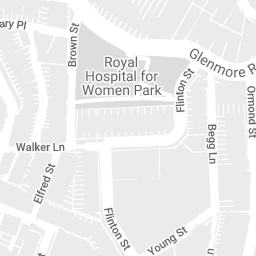 ary Pl
Brown St
Royal
Hospital for
Women Park
Glenmore R
Flinton St
Ormond St
Begg Ln
Walker Ln
Elfred St
Flinton St
Young St